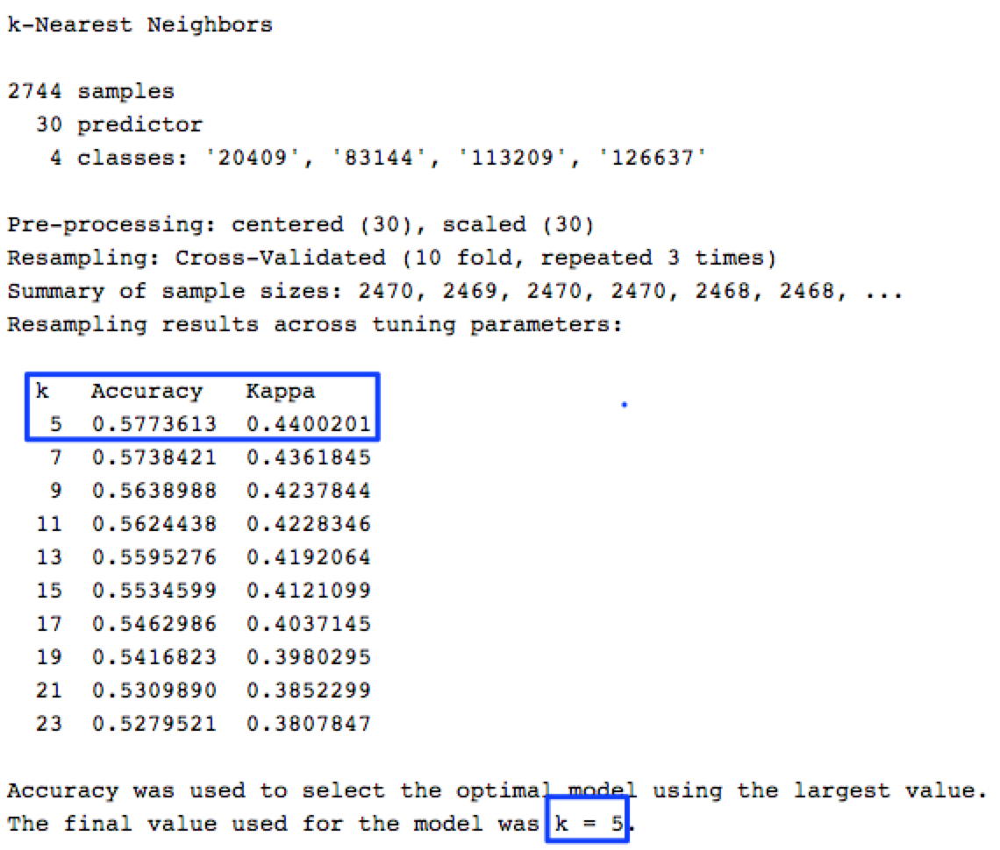 k-Nearest Neighbors
2744 samples
30 predictor
4 classes: '20409', '83144', '113209', '126637'
Pre-processing: centered (30), scaled (30)
Resampling: Cross-Validated (10 fold, repeated 3 times)
Summary of sample sizes: 2470, 2469, 2470, 2470, 2468, 2468, ...
Resampling results across tuning parameters:
k Accuracy Kappa
5 0.5773613 0.4400201
7 0.5738421 0.4361845
9 0.5638988 0.4237844
11 0.5624438 0.4228346
13 0.5595276 0.4192064
15 0.5534599 0.4121099
17 0.5462986 0.4037145
19 0.5416823 0.3980295
21 0.5309890 0.3852299
23 0.5279521 0.3807847
Accuracy was used to select the optimal model using the largest value.
The final value used for the model was k = 5.